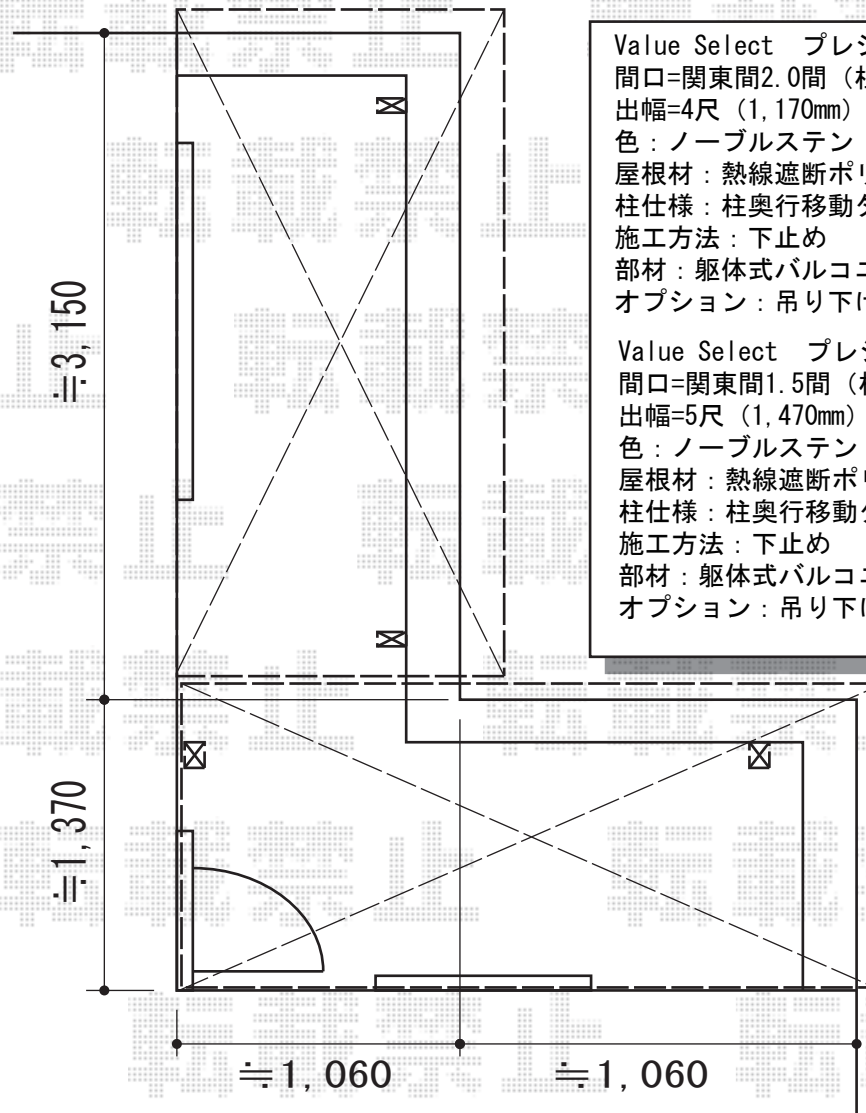 Value Select プレシ
間口=関東間2.0間（柱
出幅=4尺（1,170mm）
色：ノーブルステン
屋根材：熱線遮断ポリ
柱仕様：柱奥行移動タ
施工方法：下止め
部材：躯体式バルコニ
オプション：吊り下げ
Value Select プレシ
間口=関東間1.5間（柱
出幅=5尺（1,470mm）
色：ノーブルステン
屋根材：熱線遮断ポリ
柱仕様：柱奥行移動タ
施工方法：下止め
部材：躯体式バルコニ
オプション：吊り下げ
≒3,150
≒1,370
≒1,060
≒1,060
転載禁止